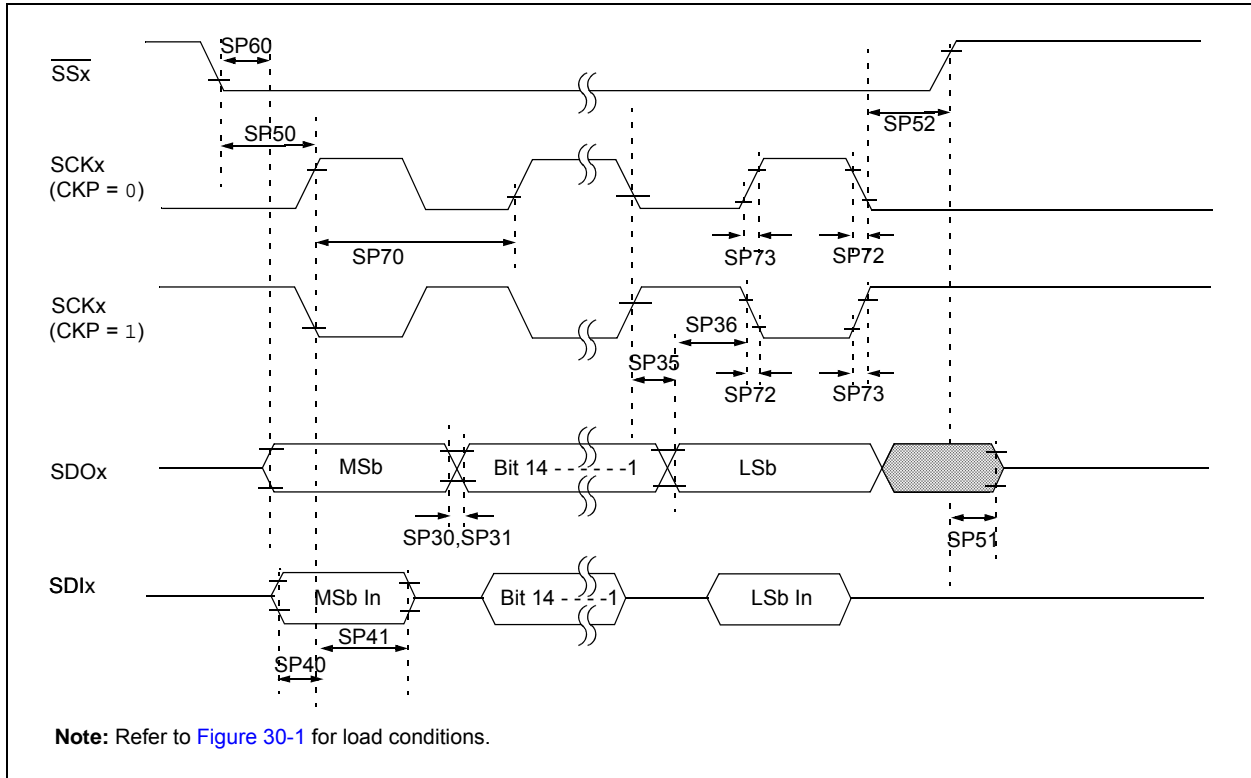 SP60
SSx
SP50
SP52
SCKx
(CKP = 0)
SP70
SP73
SP72
SCKx
(CKP = 1)
SP36
SP35
SP72
SP73
SDOx
MSb
Bit 14 - - - - - -1
LSb
SP30,SP31
SP51
SDIx
MSb In
Bit 14 - - - -1
LSb In
SP41
SP40
Note: Refer to Figure 30-1 for load conditions.